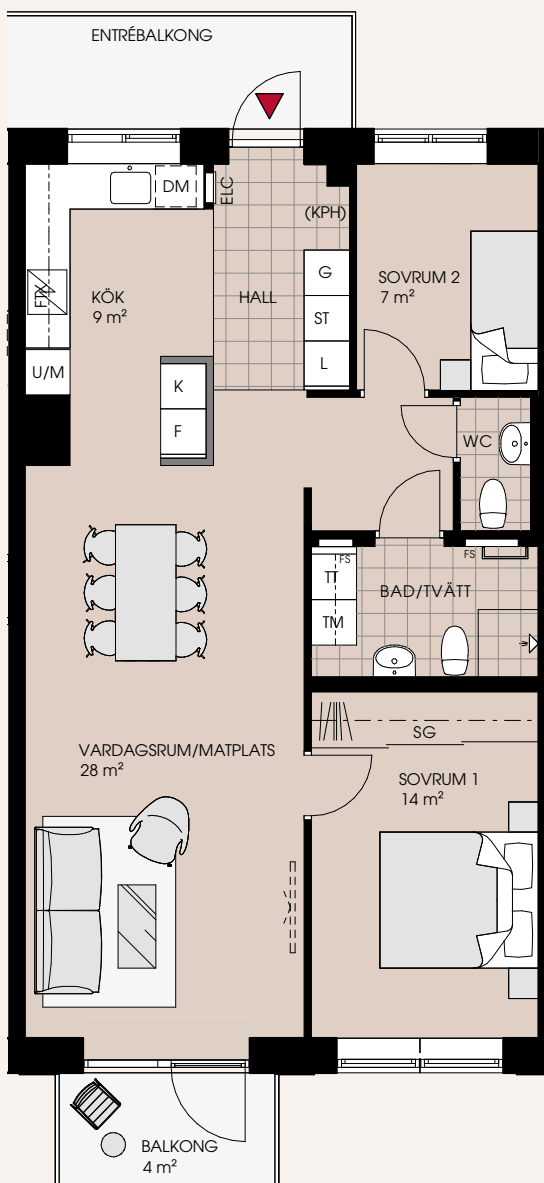 ENTRÉBALKONG
DM
ELC
(KPH)
G
SOVRUM 2
7 m²
FTX
KÖK
9 m²
HALL
ST
U/M
K
L
F
WC
FS
FS
TT
BAD/TVÄTT
TM
SG
VARDAGSRUM/MATPLATS
28 m²
SOVRUM 1
14 m²
BALKONG
4 m²